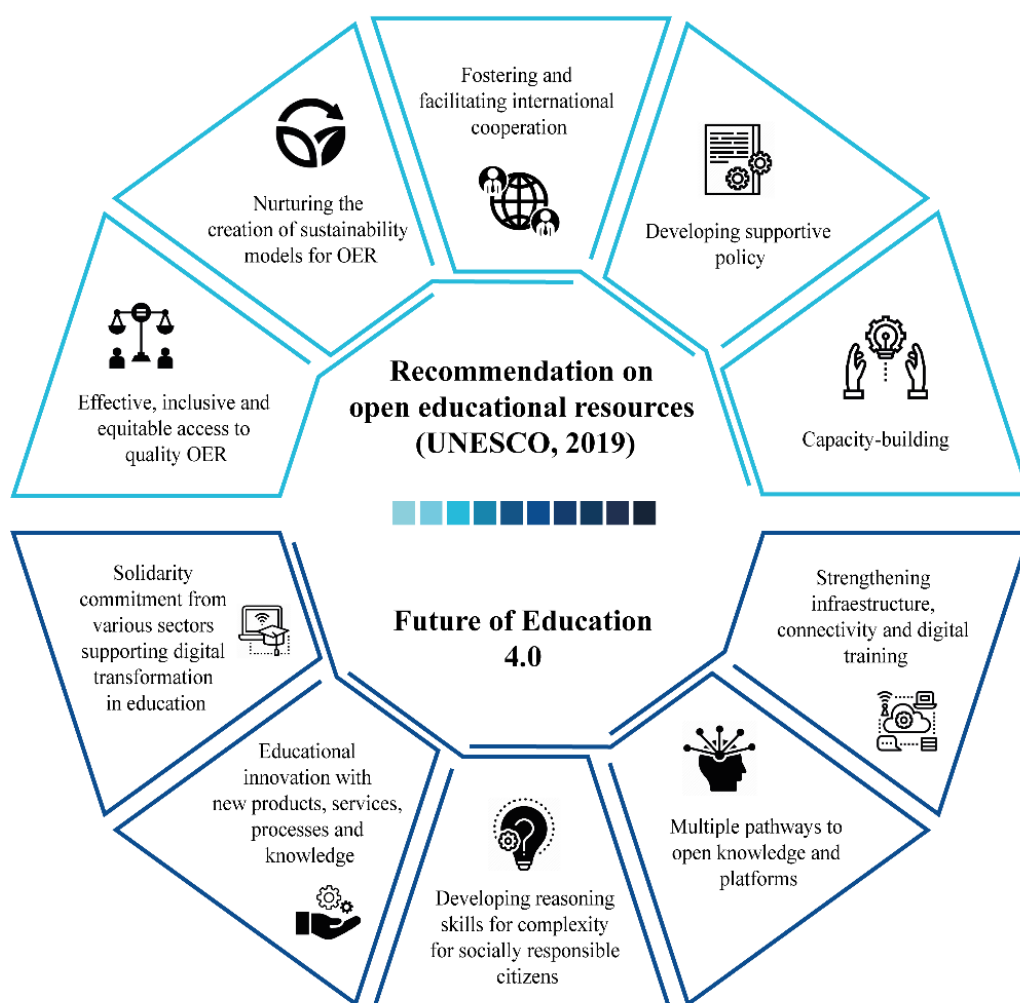 Fostering and
facilitating international
cooperation
Nurturing the
creation of sustainability
models for OER
Developing supportive
policy
Effective, inclusive and
equitable access to
quality OER
Capacity-building
Recommendation on
open educational resources
(UNESCO, 2019)
Future of Education
4.0
Solidarity
commitment from
various sectors
supporting digital
transformation
in education
Strengthening
infraestructure,
connectivity and digital
training
Educational
innovation with
new products, services,
processes and
knowledge
Multiple pathways to
open knowledge and
platforms
Developing reasoning
skills for complexity
for socially responsible
citizens